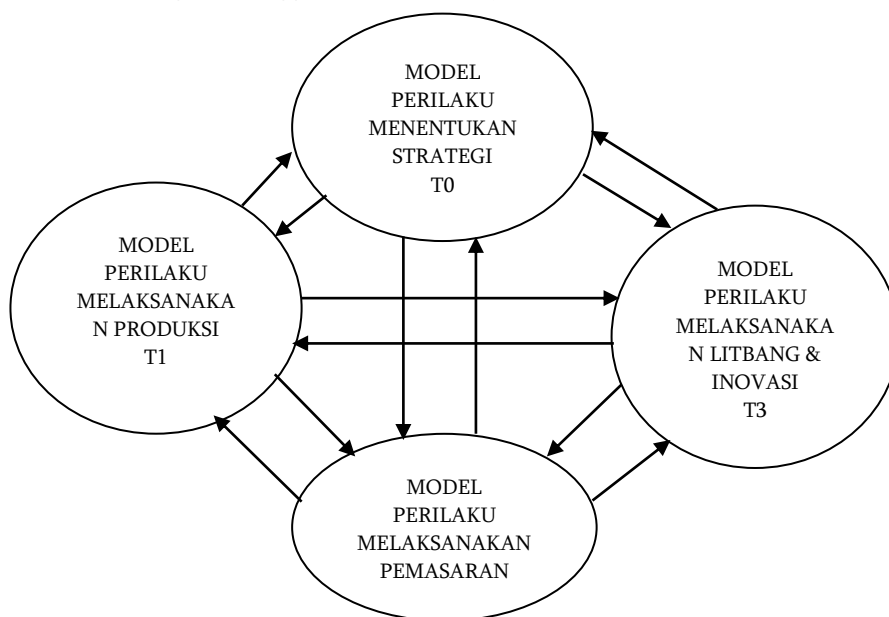 MODEL
PERILAKU
MENENTUKAN
STRATEGI
T0
MODEL
PERILAKU
MELAKSANAKA
N PRODUKSI
T1
MODEL
PERILAKU
MELAKSANAKA
N LITBANG &
INOVASI
T3
MODEL
PERILAKU
MELAKSANAKAN
PEMASARAN